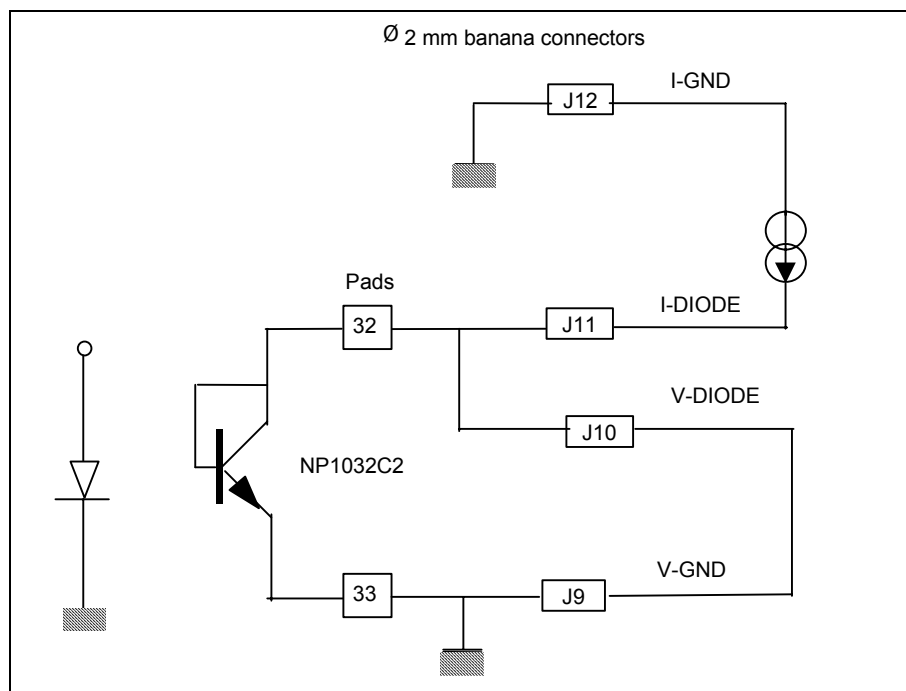 Ø 2 mm banana connectors
I-GND
J12
Pads
I-DIODE
32
J11
V-DIODE
J10
NP1032C2
V-GND
33
J9